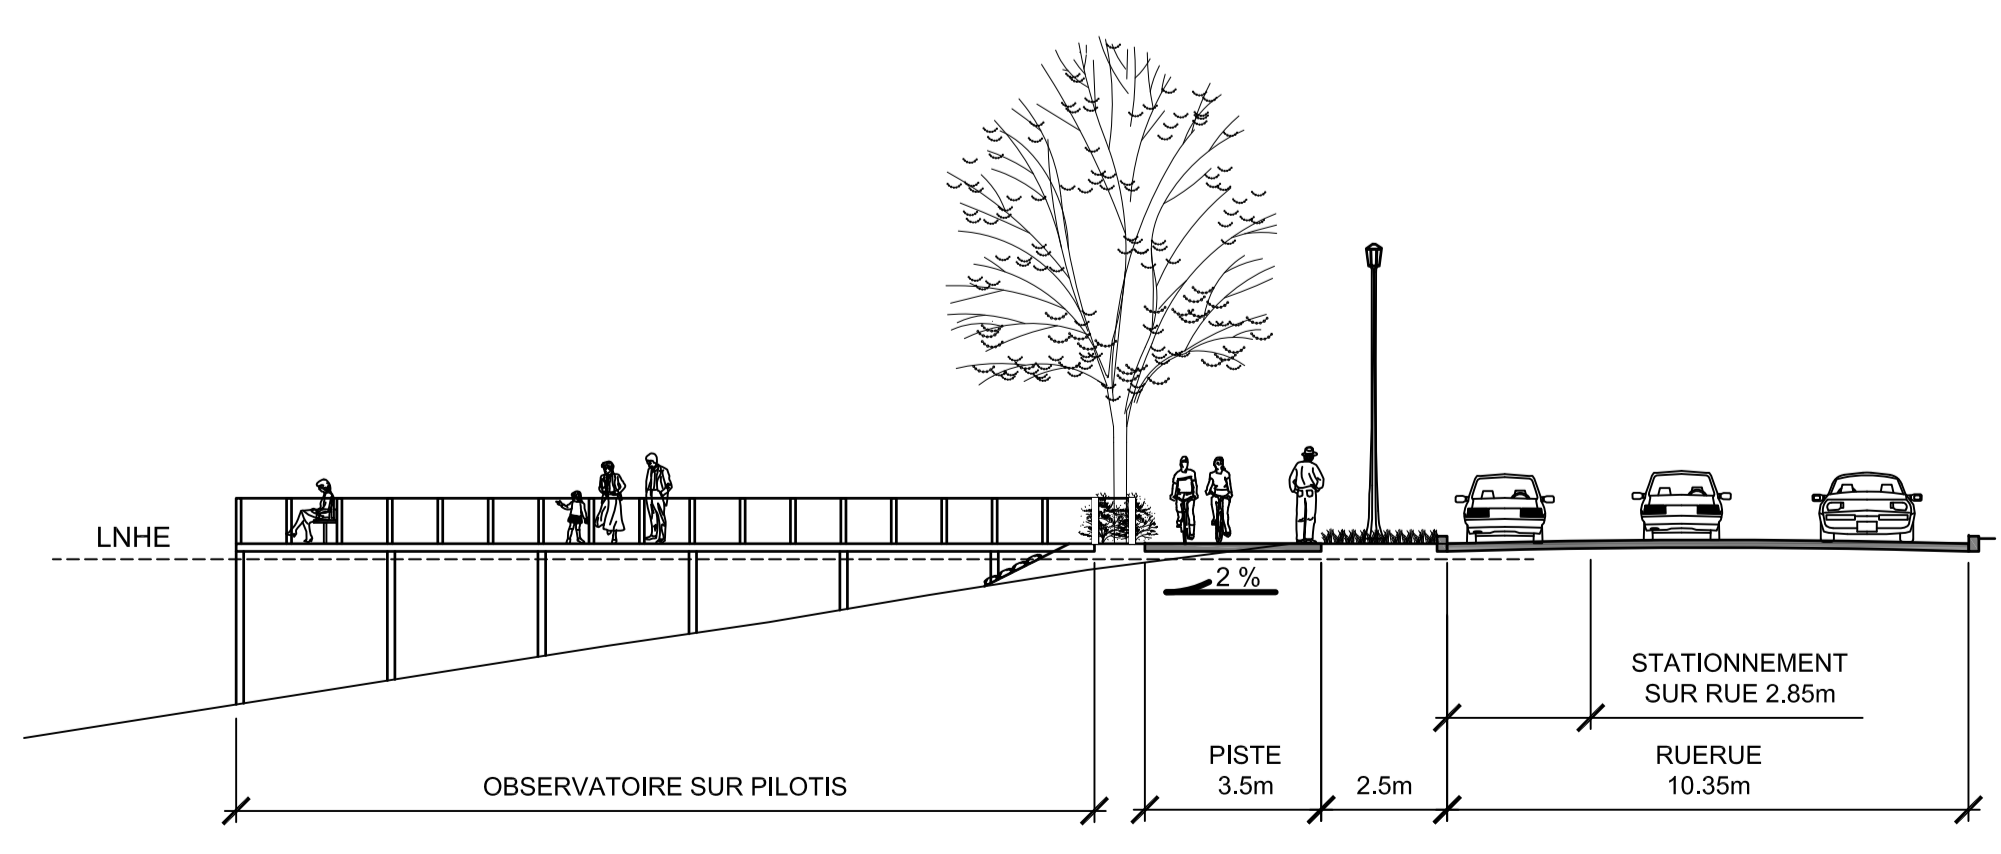 LNHE
2 %
STATIONNEMENT
SUR RUE 2.85m
OBSERVATOIRE SUR PILOTIS
PISTE
3.5m
2.5m
RUERUE
10.35m